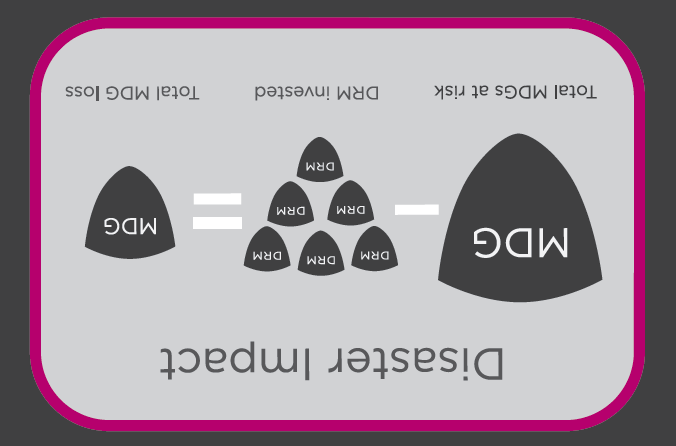 Disaster Impact
MDG
DRM DRM DRM
DRM DRM
DRM
MDG
Total MDGs at risk
DRM invested
Total MDG loss